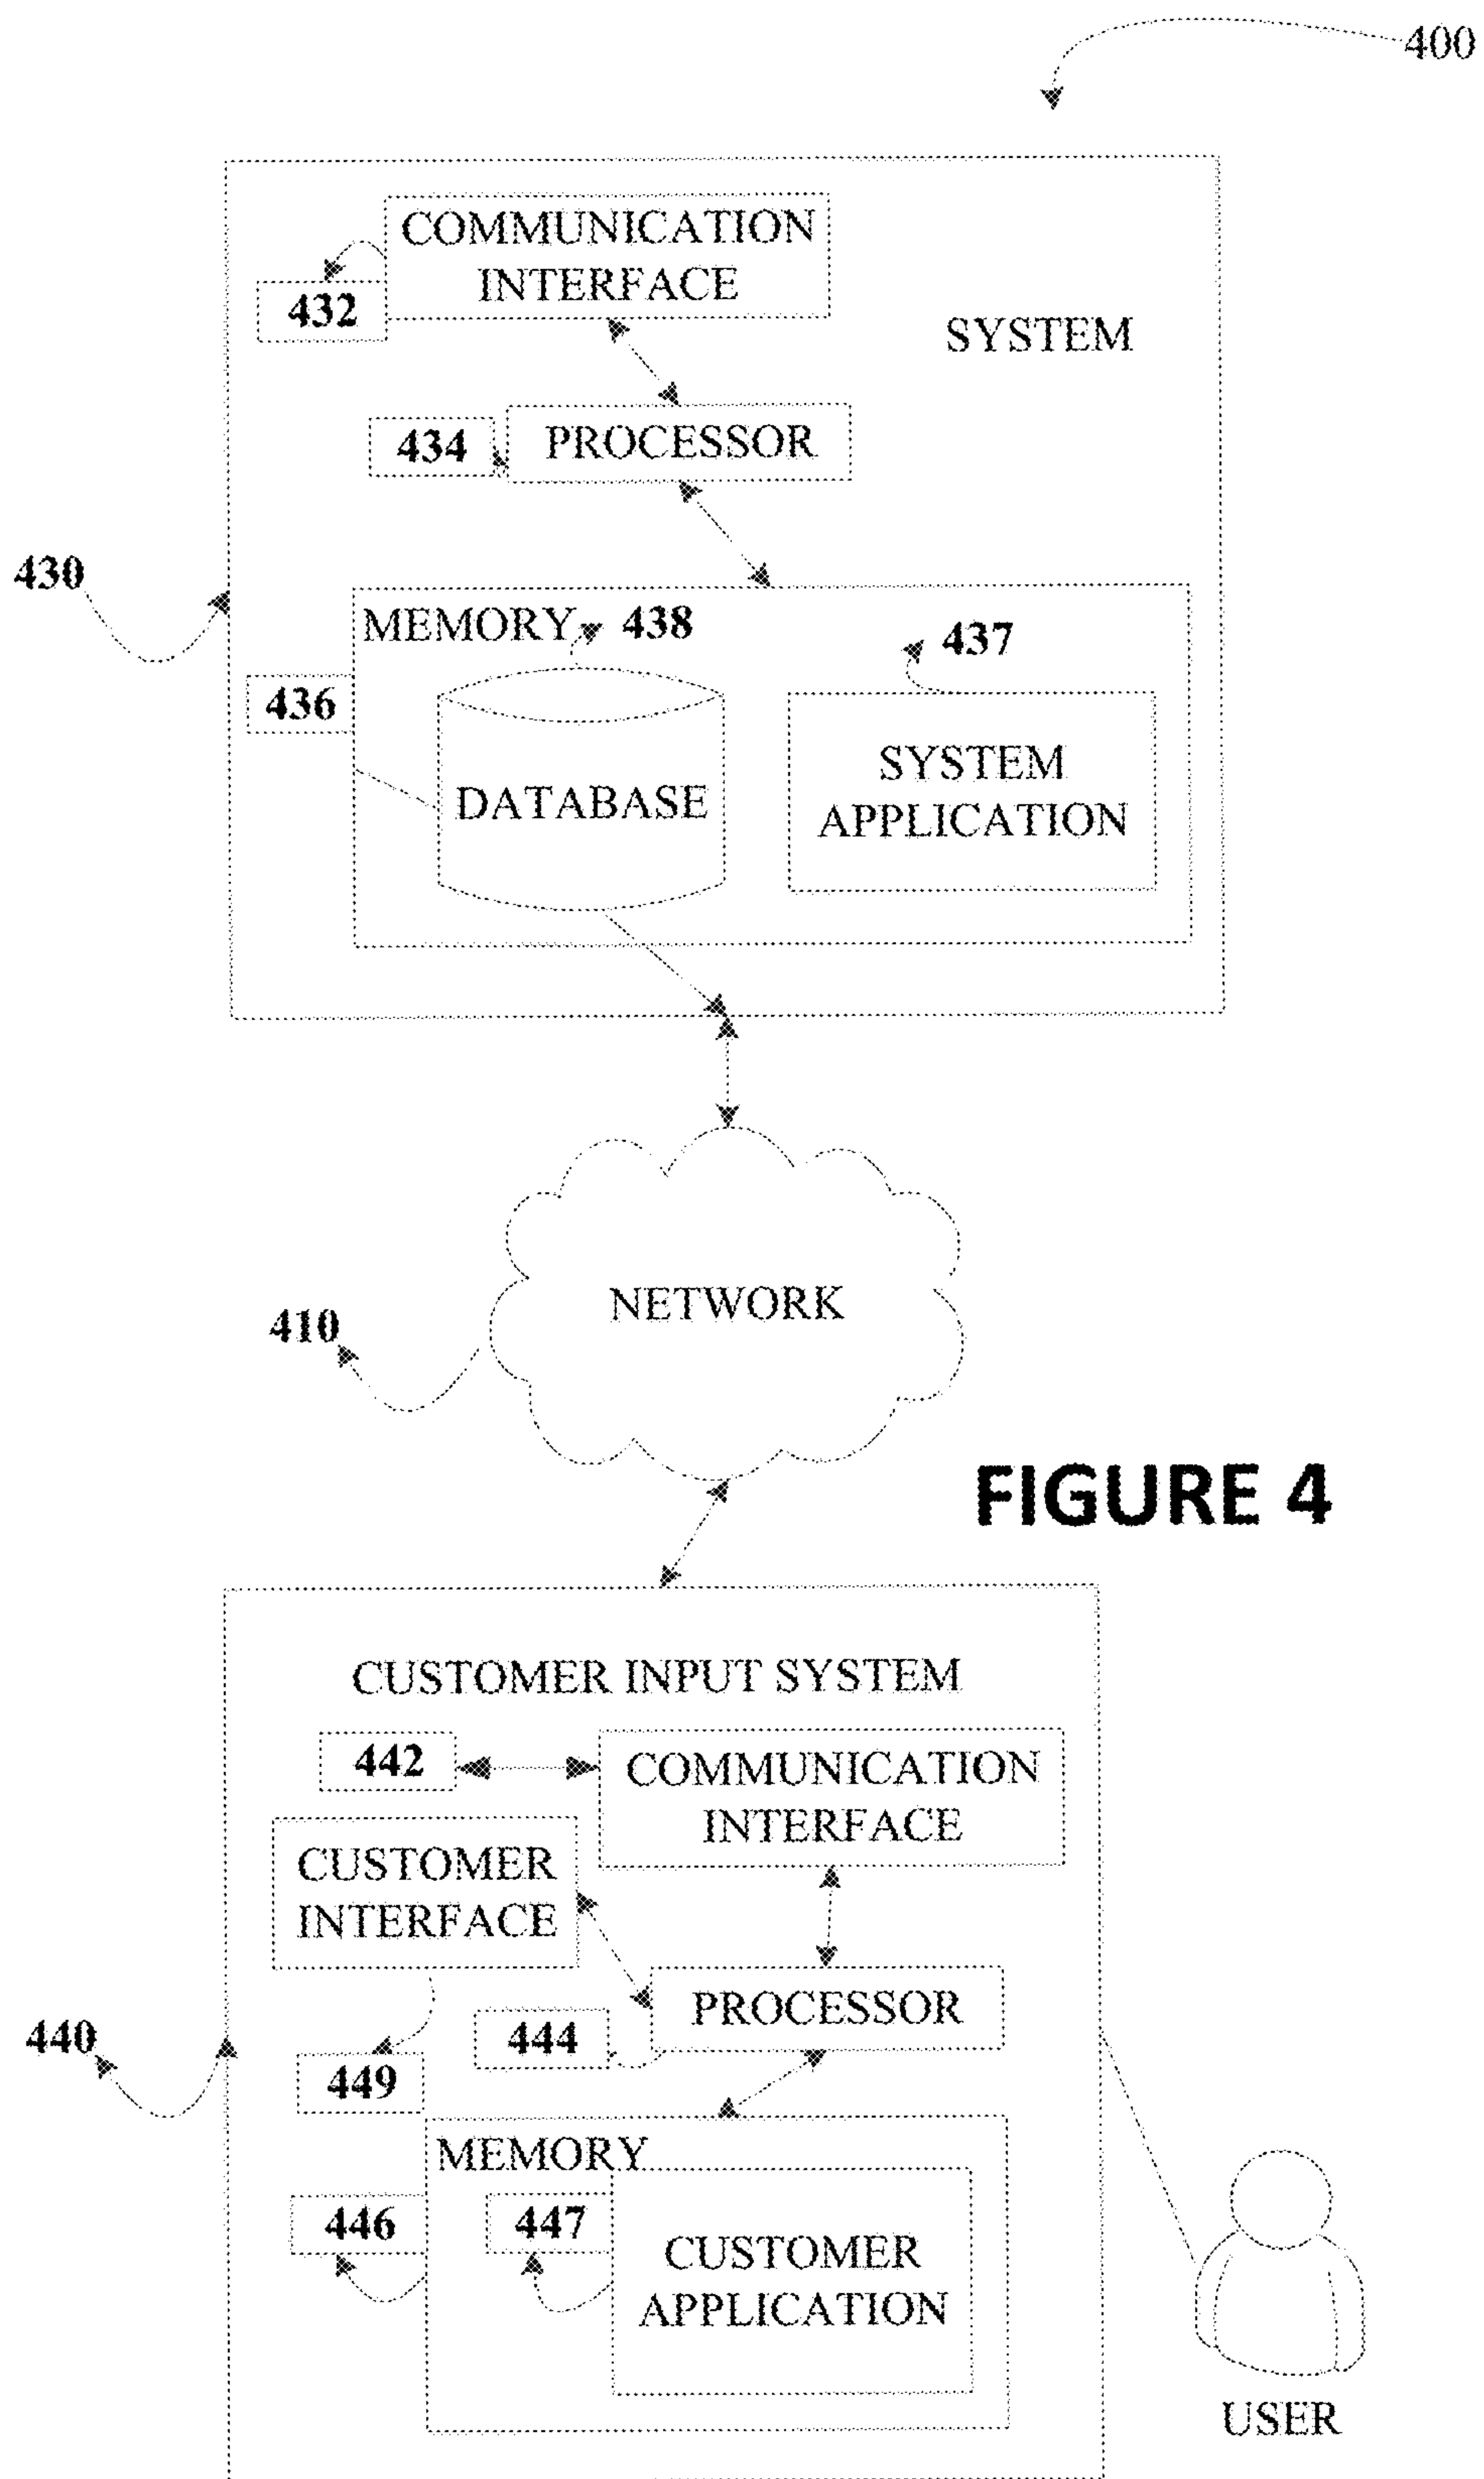 400
COMMUNICATION
INTERFACE
432
SYSTEM
434
PROCESSOR
430
MEMORY
438
437
436
SYSTEM
APPLICATION
DATABASE
NETWORK
410
FIGURE 4
CUSTOMER INPUT SYSTEM
442
COMMUNICATION
INTERFACE
CUSTOMER
INTERFACE
PROCESSOR
444
440
449
MEMORY
446
447
CUSTOMER
APPLICATION
USER